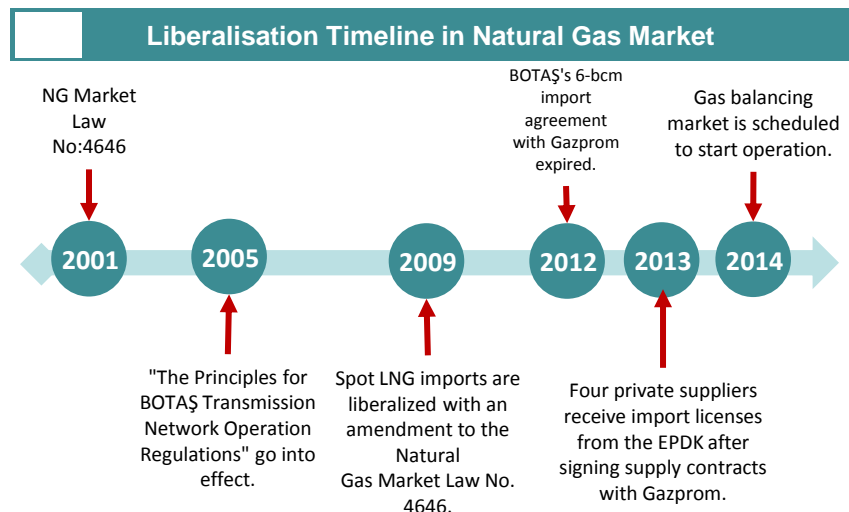 Liberalisation Timeline in Natural Gas Market
NG Market
Law
No:4646
BOTAŞ's 6-bcm
import
agreement
with Gazprom
expired.
Gas balancing
market is scheduled
to start operation.
2001
2005
2009
2012
2013
2014
"The Principles for
BOTAŞ Transmission
Network Operation
Regulations" go into
effect.
Spot LNG imports are
liberalized with an
amendment to the
Natural
Gas Market Law No.
4646.
Four private suppliers
receive import licenses
from the EPDK after
signing supply contracts
with Gazprom.